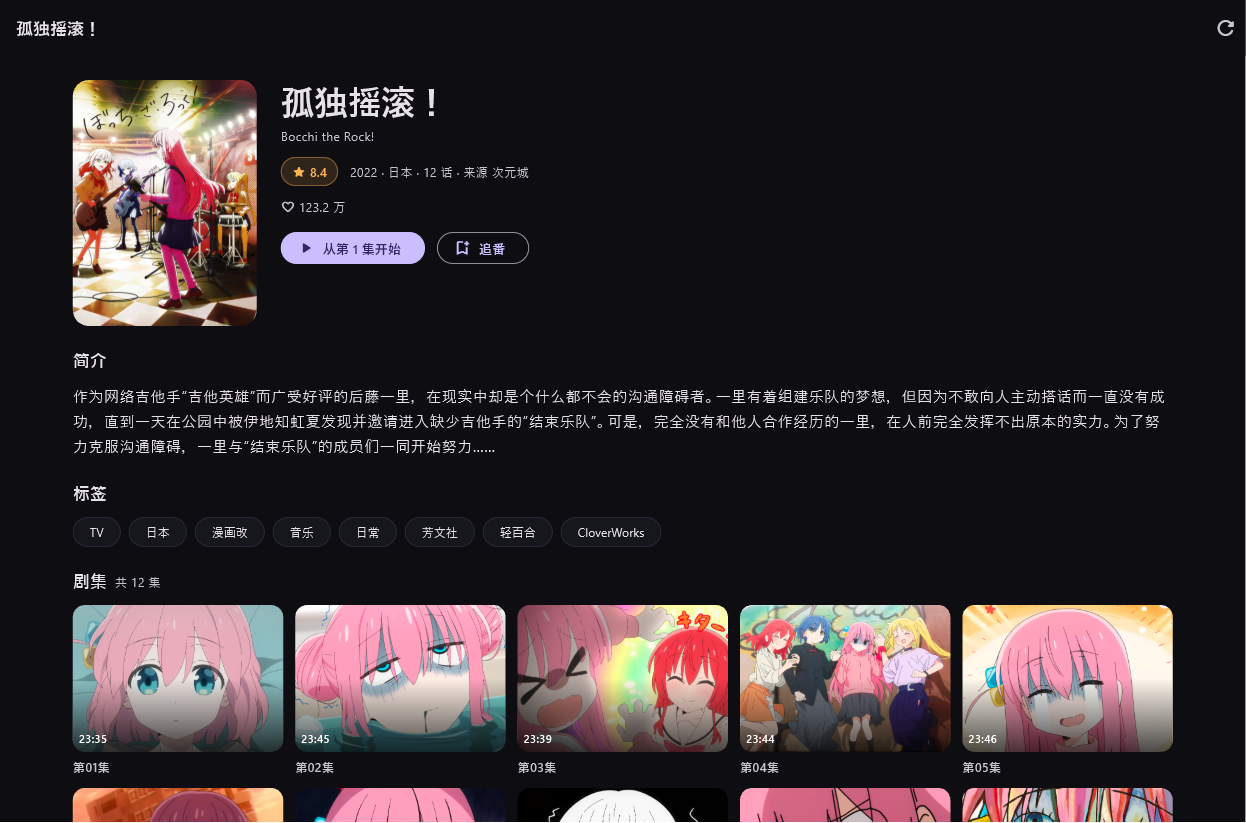 孤独摇滚！
ぼっち・ざ・ろっく!
孤独摇滚！
Bocchi the Rock!
8.4 2022 · 日本 · 12 话 · 来源 次元城
123.2 万
从第 1 集开始 追番
简介
作为网络吉他手“吉他英雄”而广受好评的后藤一里，在现实中却是个什么都不会的沟通障碍者。一里有着组建乐队的梦想，但因为不敢向人主动搭话而一直没有成
功，直到一天在公园中被伊地知虹夏发现并邀请进入缺少吉他手的“结束乐队”。可是，完全没有和他人合作经历的一里，在人前完全发挥不出原本的实力。为了努
力克服沟通障碍，一里与“结束乐队”的成员们一同开始努力……
标签
TV 日本 漫画改 音乐 日常 芳文社 轻百合 CloverWorks
剧集 共 12 集
キター
23:35 23:45 23:39 23:44 23:46
第01集 第02集 第03集 第04集 第05集